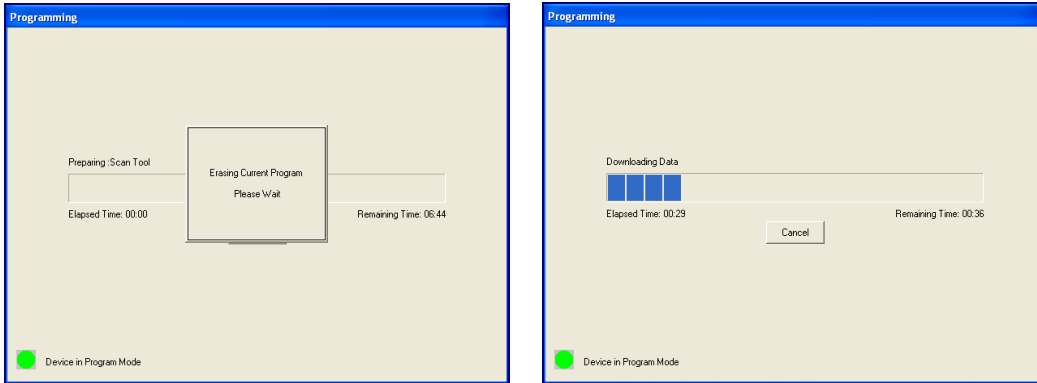 Programming
Preparing :Scan Tool
Erasing Current Program
Please Wait
Elapsed Time: 00:00
Remaining Time: 06:44
Device in Program Mode
Programming
Downloading Data
Elapsed Time: 00:29
Remaining Time: 00:36
Cancel
Device in Program Mode